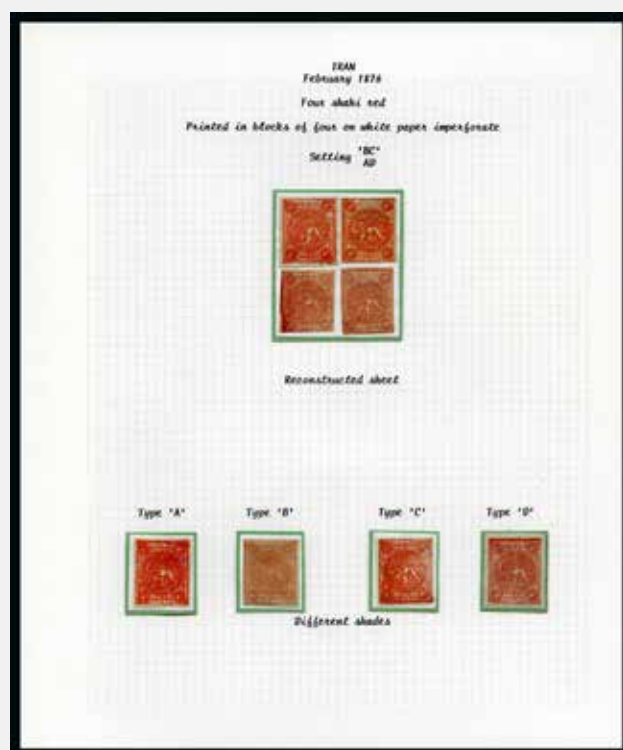 IRAN
February 1876
Four shahi red
Printed in blocks of four on white paper imperforate
Setting 'BC'
AD
Reconstructed sheet
Type 'A' Type 'B' Type 'C' Type 'D'
Different shades